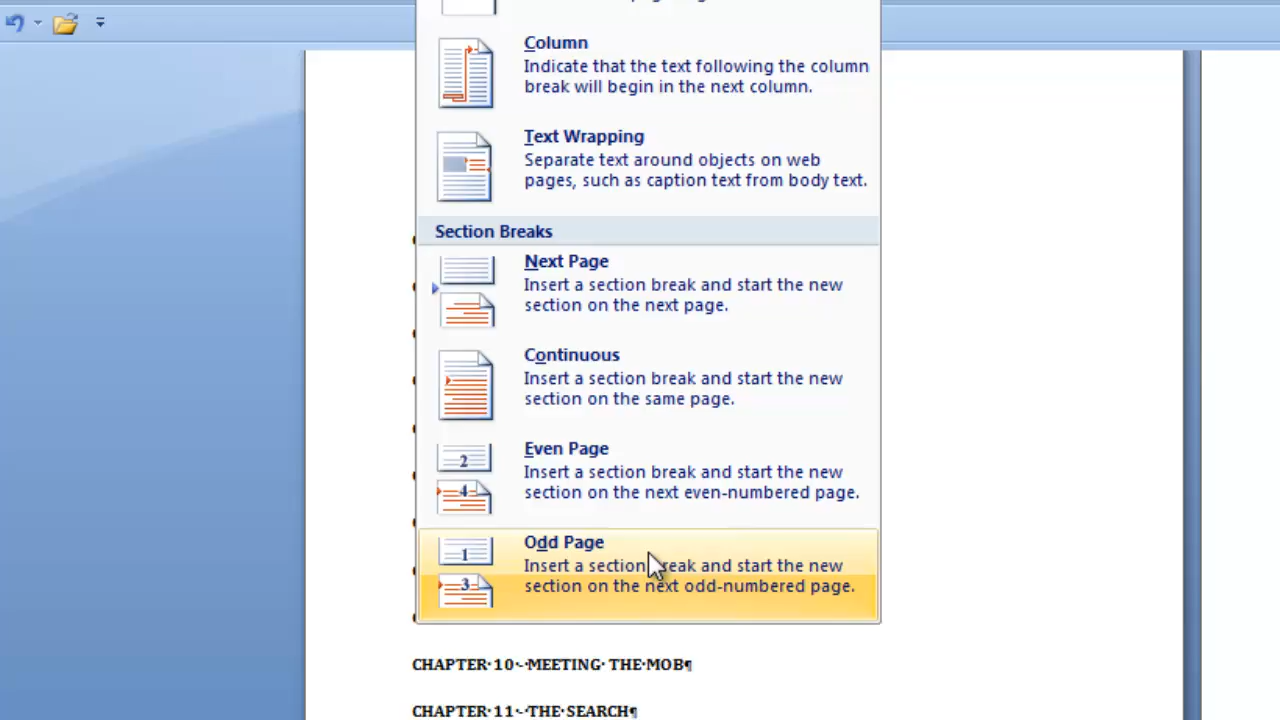 Column
Indicate that the text following the column
break will begin in the next column.
Text Wrapping
Separate text around objects on web
pages, such as caption text from body text.
Section Breaks
Next Page
Insert a section break and start the new
section on the next page.
Continuous
Insert a section break and start the new
section on the same page.
2
Even Page
Insert a section break and start the new
4
section on the next even-numbered page.
1
Odd Page
Insert a section break and start the new
3
section on the next odd-numbered page.
CHAPTER·10·-·MEETING·THE·MOB¶
CHAPTER·11·-·THE·SEARCH¶